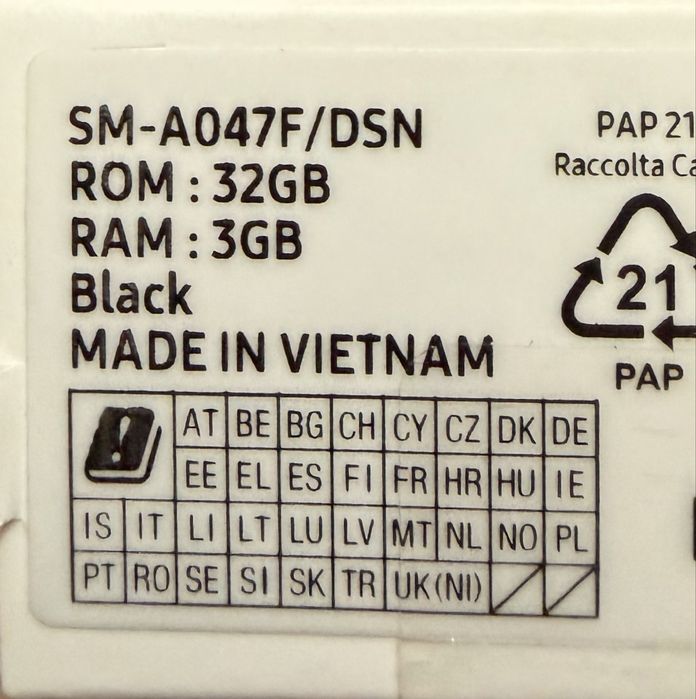 SM-A047F/DSN
ROM : 32GB
RAM : 3GB
Black
MADE IN VIETNAM
PAP 21
Raccolta
21
PAP
! AT BE BG CH CY CZ DK DE
EE EL ES FI FR HR HU IE
IS IT LI LT LU LV MT NL NO PL
PT RO SE SI SK TR UK(NI)